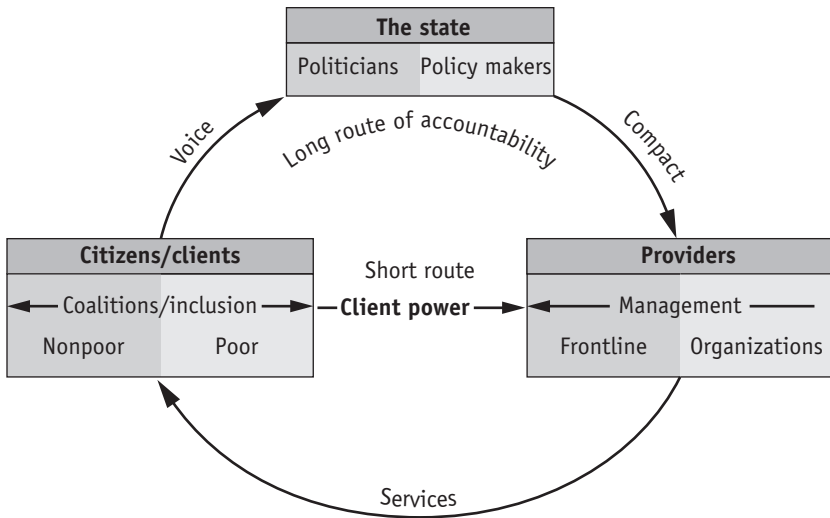 The state
Politicians Policy makers
Voice
Long route of accountability
Compact
Citizens/clients
Coalitions/inclusion
Nonpoor Poor
Short route
Client power
Providers
Management
Frontline Organizations
Services